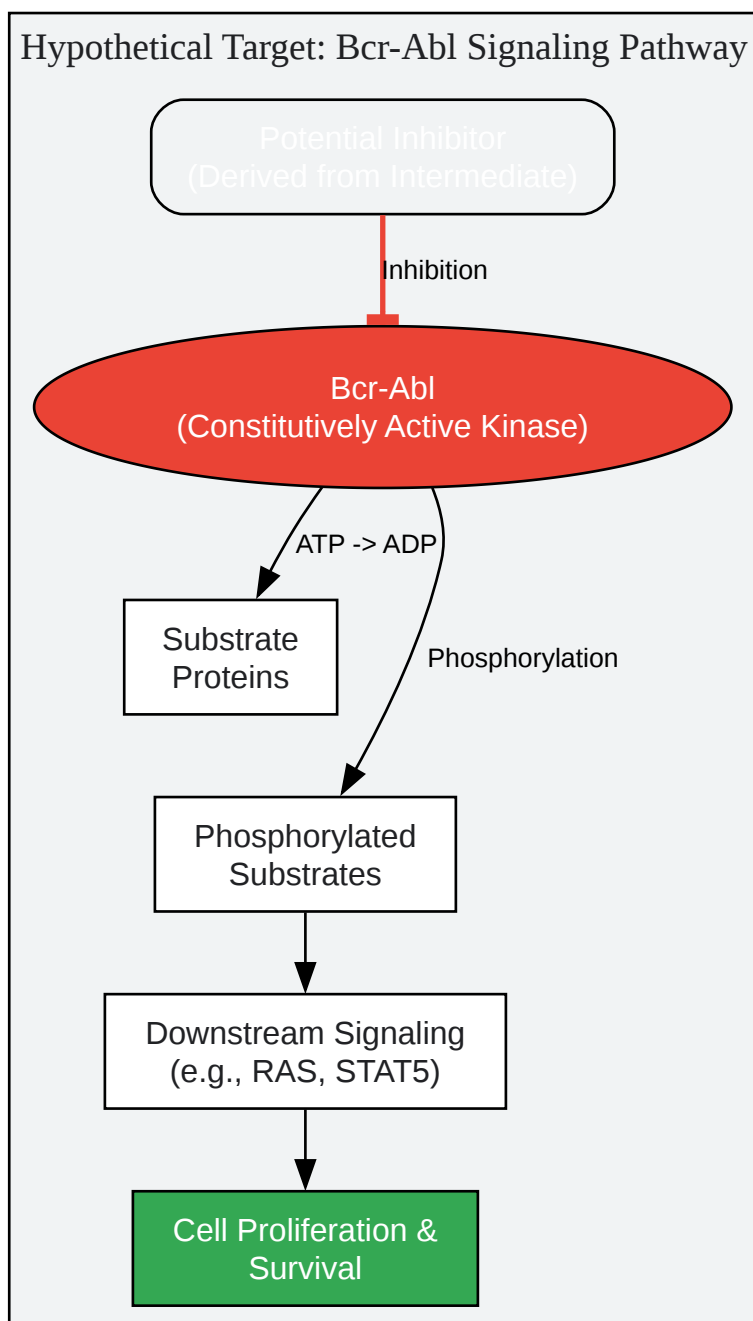 Hypothetical Target: Bcr-Abl Signaling Pathway
Potential Inhibitor
(Derived from Intermediate)
Inhibition
Bcr-Abl
(Constitutively Active Kinase)
ATP -> ADP
Substrate
Proteins
Phosphorylation
Phosphorylated
Substrates
Downstream Signaling
(e.g., RAS, STAT5)
Cell Proliferation &
Survival